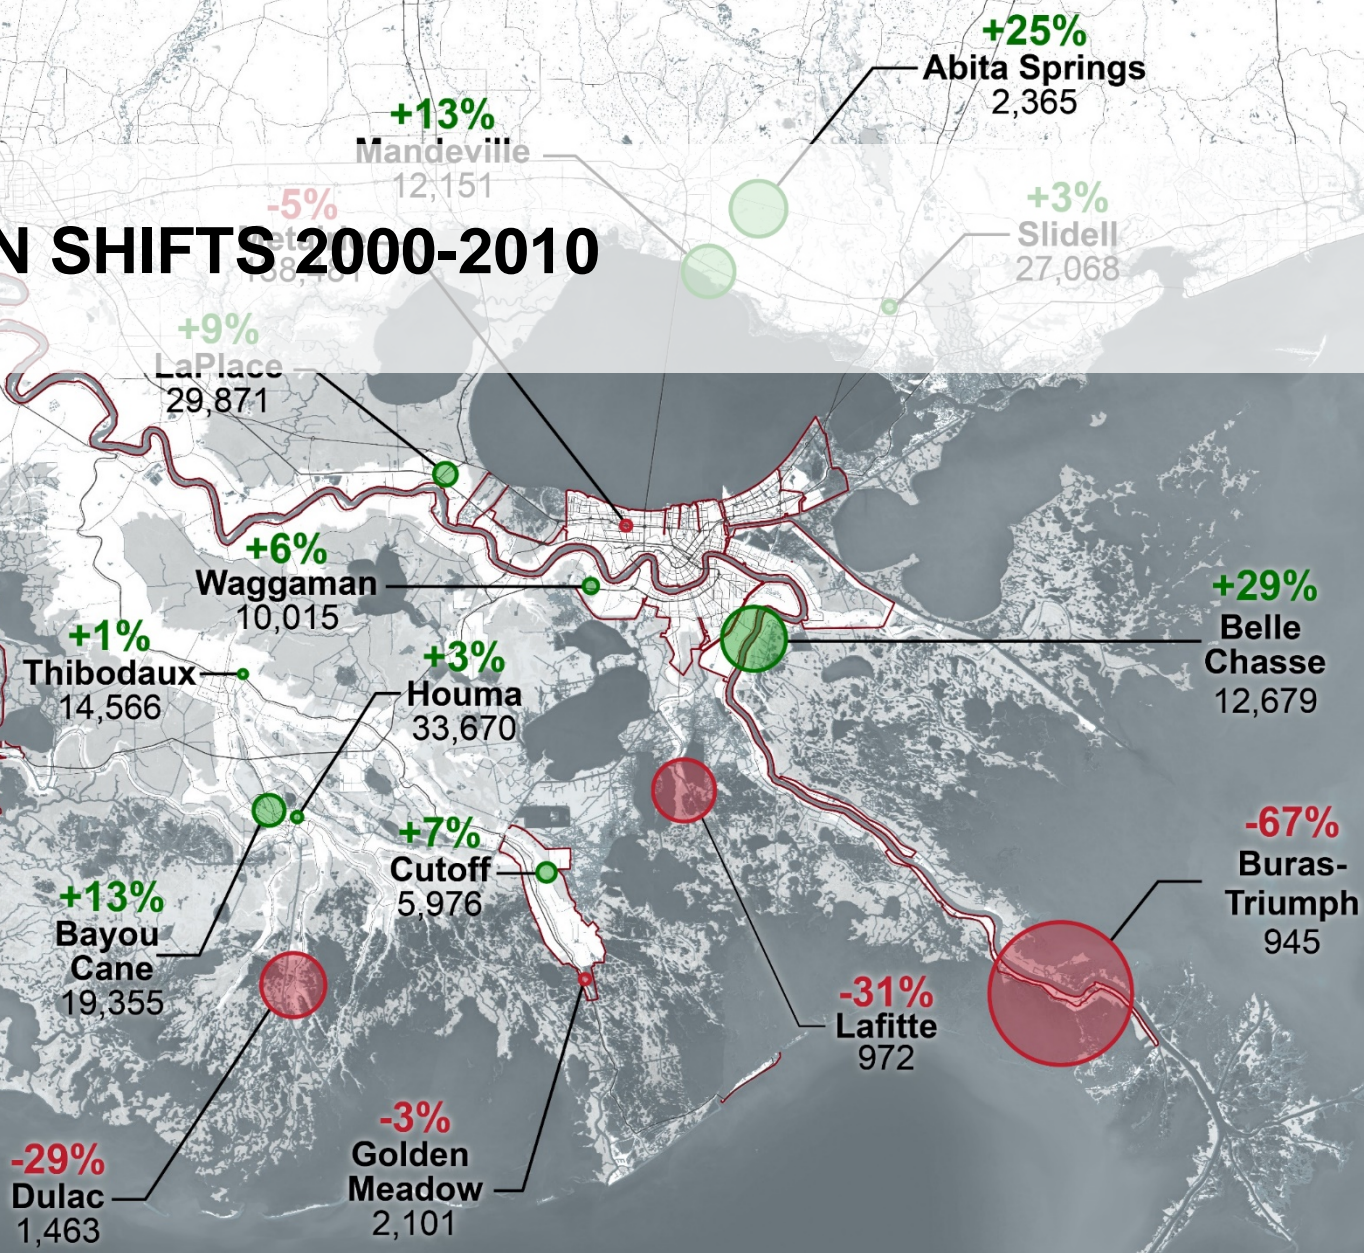 +25%
Abita Springs
2,365
+13%
Mandeville
12,151
-5%
Metairie
+3%
Slidell
27,068
N SHIFTS 2000-2010
+9%
LaPlace
29,871
+6%
Waggaman
10,015
+29%
Belle
Chasse
12,679
+1%
Thibodaux
14,566
+3%
Houma
33,670
+7%
Cutoff
5,976
-67%
Buras-
Triumph
945
+13%
Bayou
Cane
19,355
-31%
Lafitte
972
-3%
Golden
Meadow
2,101
-29%
Dulac
1,463